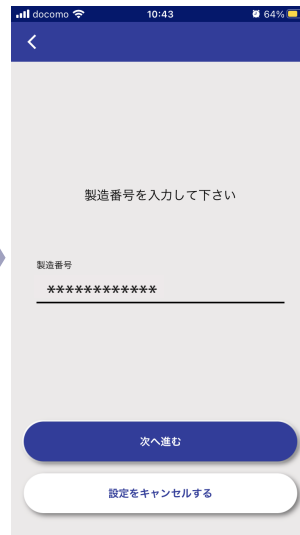 docomo 10:43 64%
製造番号を入力して下さい
製造番号
************
次へ進む
設定をキャンセルする